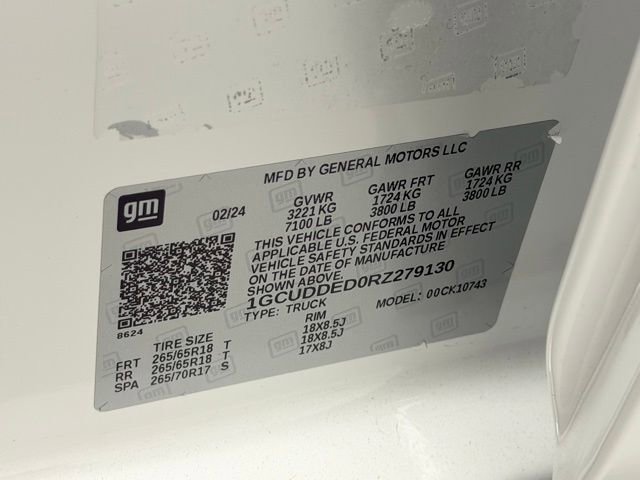 MFD BY GENERAL MOTORS LLC
gm
02/24
GVWR GAWR FRT GAWR RR
3221 KG 1724 KG 1724 KG
7100 LB 3800 LB 3800 LB
THIS VEHICLE CONFORMS TO ALL
APPLICABLE U.S. FEDERAL MOTOR
VEHICLE SAFETY STANDARDS IN EFFECT
ON THE DATE OF MANUFACTURE
SHOWN ABOVE.
1GCUDDED0RZ279130
TYPE: TRUCK MODEL: 00CK10743
8624
TIRE SIZE RIM
FRT 265/65R18 T 18X8.5J
RR 265/65R18 T 18X8.5J
SPA 265/70R17 S 17X8J